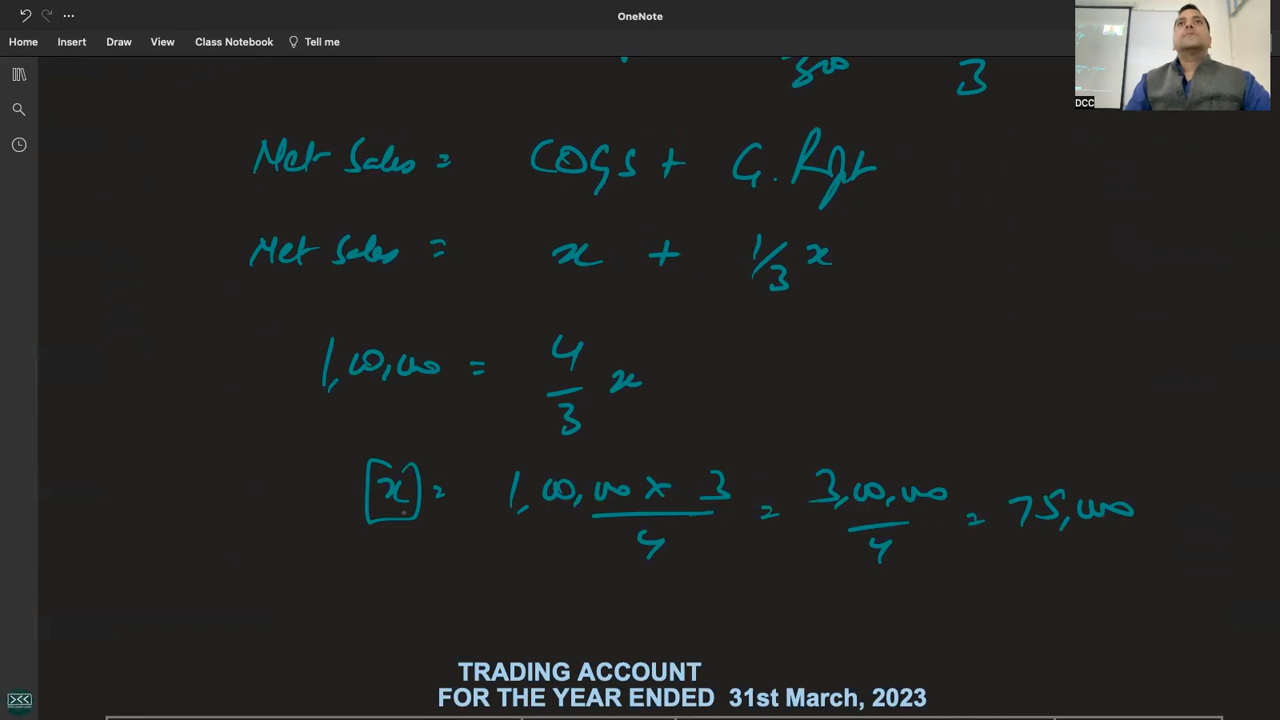 OneNote
Home Insert Draw View Class Notebook Tell me
DCC
3
Net Sales = COGS + G. Profit
Net Sales = x + 1/3 x
1,00,000 = 4/3 x
x = 1,00,000 x 3 / 4 = 3,00,000 / 4 = 75,000
TRADING ACCOUNT
FOR THE YEAR ENDED 31st March, 2023